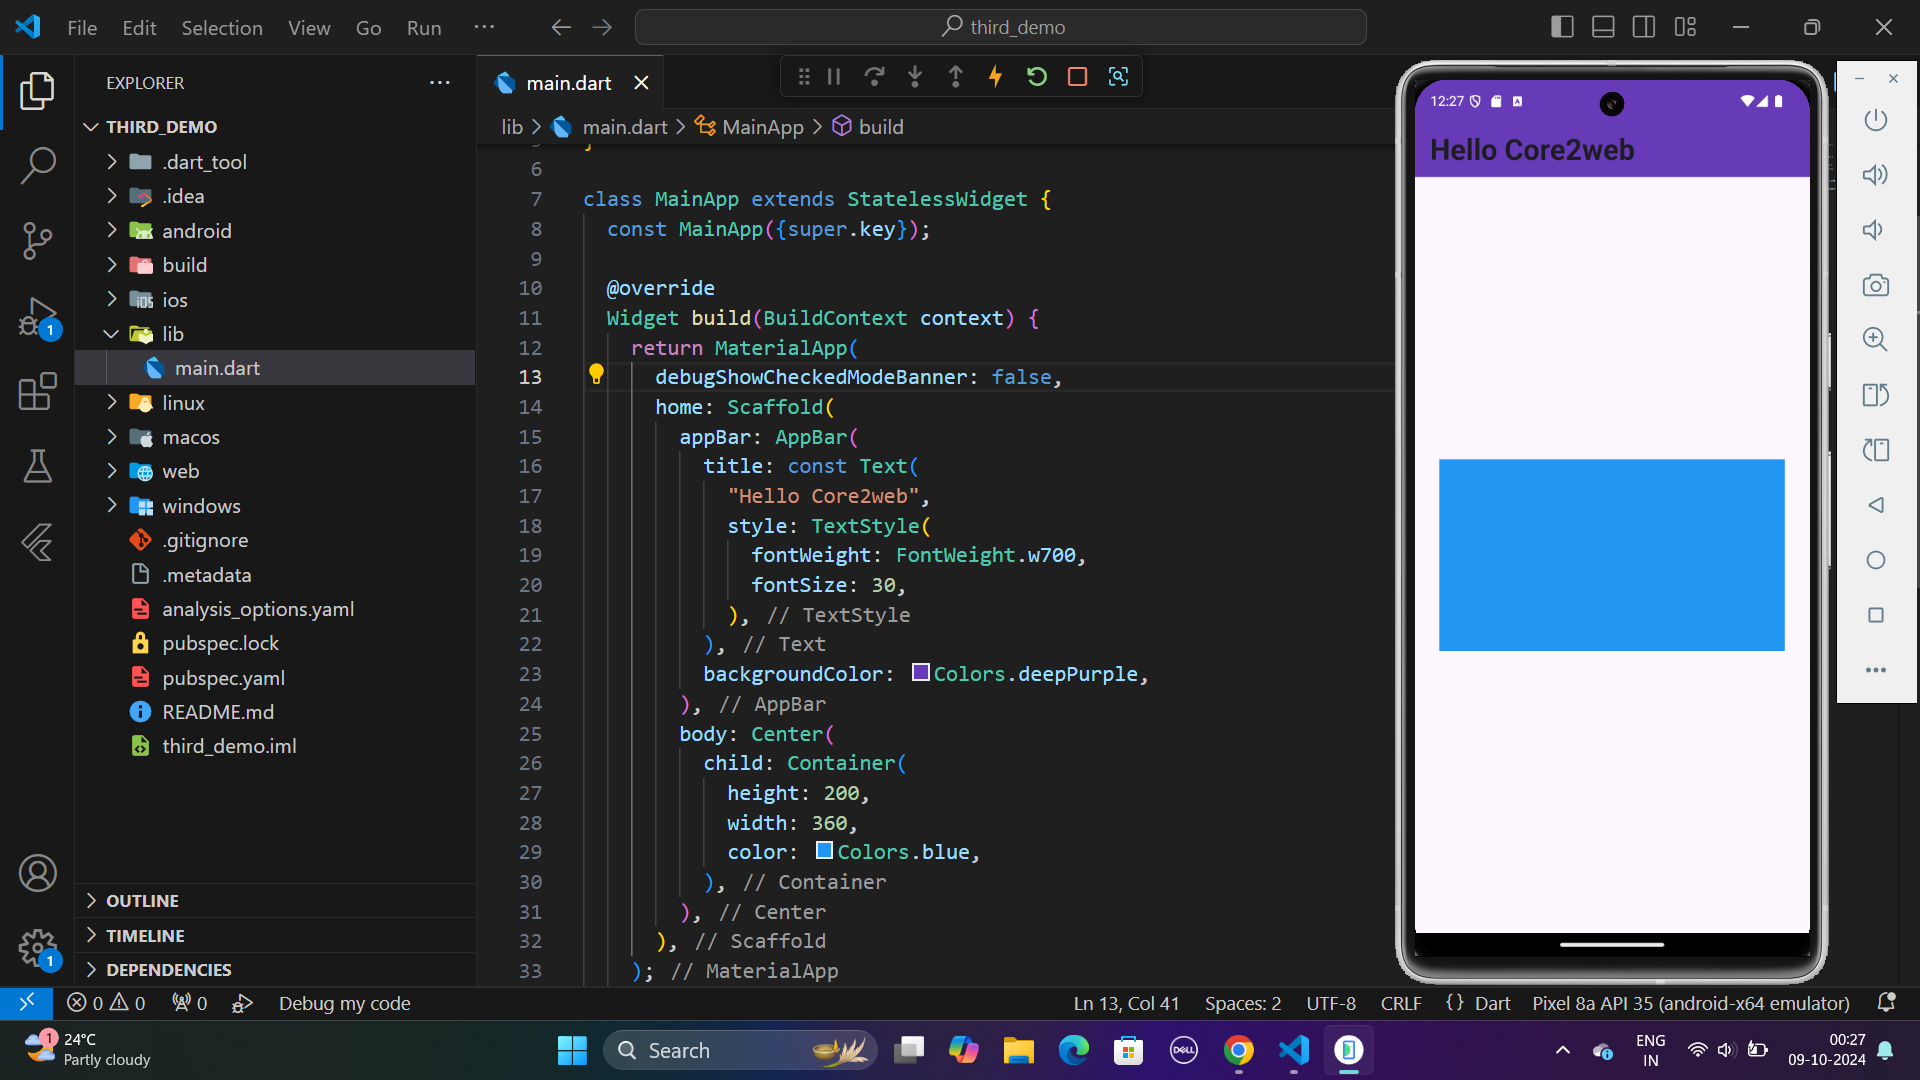 File Edit Selection View Go Run ···
third_demo
EXPLORER
THIRD_DEMO
.dart_tool
.idea
android
build
ios
lib
main.dart
linux
macos
web
windows
.gitignore
.metadata
analysis_options.yaml
pubspec.lock
pubspec.yaml
README.md
third_demo.iml
OUTLINE
TIMELINE
DEPENDENCIES
1
1
main.dart
lib > main.dart > MainApp > build
6
7 class MainApp extends StatelessWidget {
8 const MainApp({super.key});
9
10 @override
11 Widget build(BuildContext context) {
12 return MaterialApp(
13 debugShowCheckedModeBanner: false,
14 home: Scaffold(
15 appBar: AppBar(
16 title: const Text(
17 "Hello Core2web",
18 style: TextStyle(
19 fontWeight: FontWeight.w700,
20 fontSize: 30,
21 ), // TextStyle
22 ), // Text
23 backgroundColor: Colors.deepPurple,
24 ), // AppBar
25 body: Center(
26 child: Container(
27 height: 200,
28 width: 360,
29 color: Colors.blue,
30 ), // Container
31 ), // Center
32 ), // Scaffold
33 ); // MaterialApp
12:27
Hello Core2web
0 0 0 Debug my code
Ln 13, Col 41 Spaces: 2 UTF-8 CRLF {} Dart Pixel 8a API 35 (android-x64 emulator)
1
24°C
Partly cloudy
Search
DELL
ENG
IN
00:27
09-10-2024